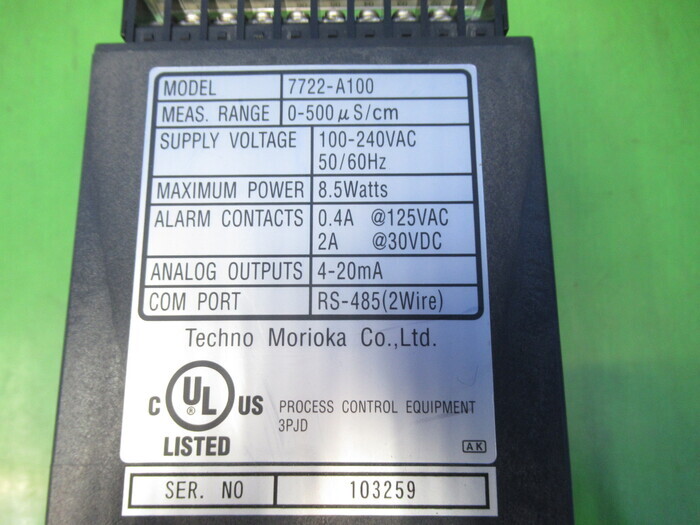 MODEL 7722-A100
MEAS. RANGE 0-500μS/cm
SUPPLY VOLTAGE 100-240VAC
50/60Hz
MAXIMUM POWER 8.5Watts
ALARM CONTACTS 0.4A @125VAC
2A @30VDC
ANALOG OUTPUTS 4-20mA
COM PORT RS-485(2Wire)
Techno Morioka Co.,Ltd.
C UL ® US
PROCESS CONTROL EQUIPMENT
3PJD
LISTED
AK
SER. NO 103259